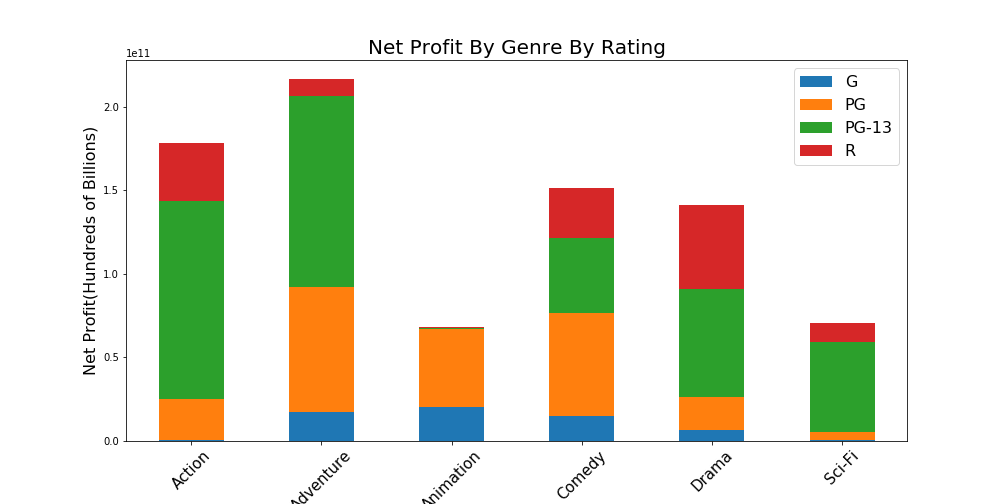 Net Profit By Genre By Rating
1e11
G
PG
PG-13
R
Net Profit(Hundreds of Billions)
2.0
1.5
1.0
0.5
0.0
Action
Adventure
Animation
Comedy
Drama
Sci-Fi